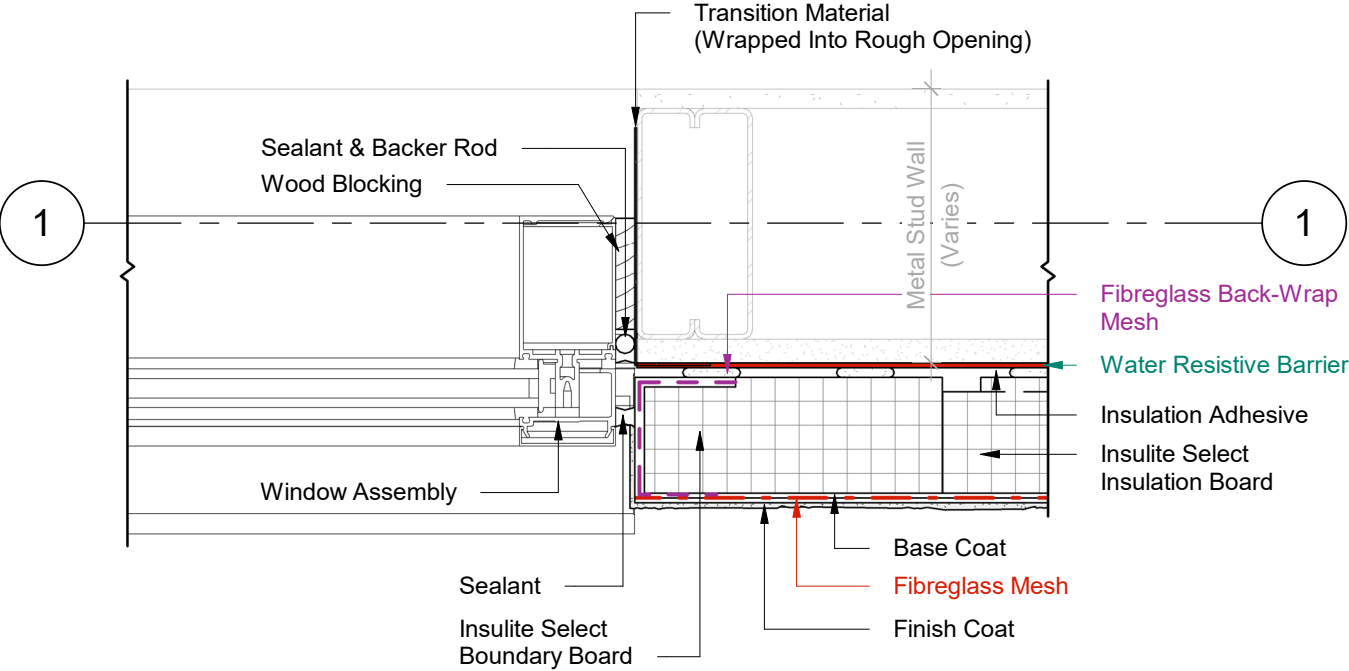 Transition Material
(Wrapped Into Rough Opening)
Sealant & Backer Rod
Wood Blocking
1
1
Metal Stud Wall
(Varies)
Fibreglass Back-Wrap
Mesh
Water Resistive Barrier
Insulation Adhesive
Insulite Select
Insulation Board
Window Assembly
Base Coat
Sealant
Fibreglass Mesh
Insulite Select
Boundary Board
Finish Coat